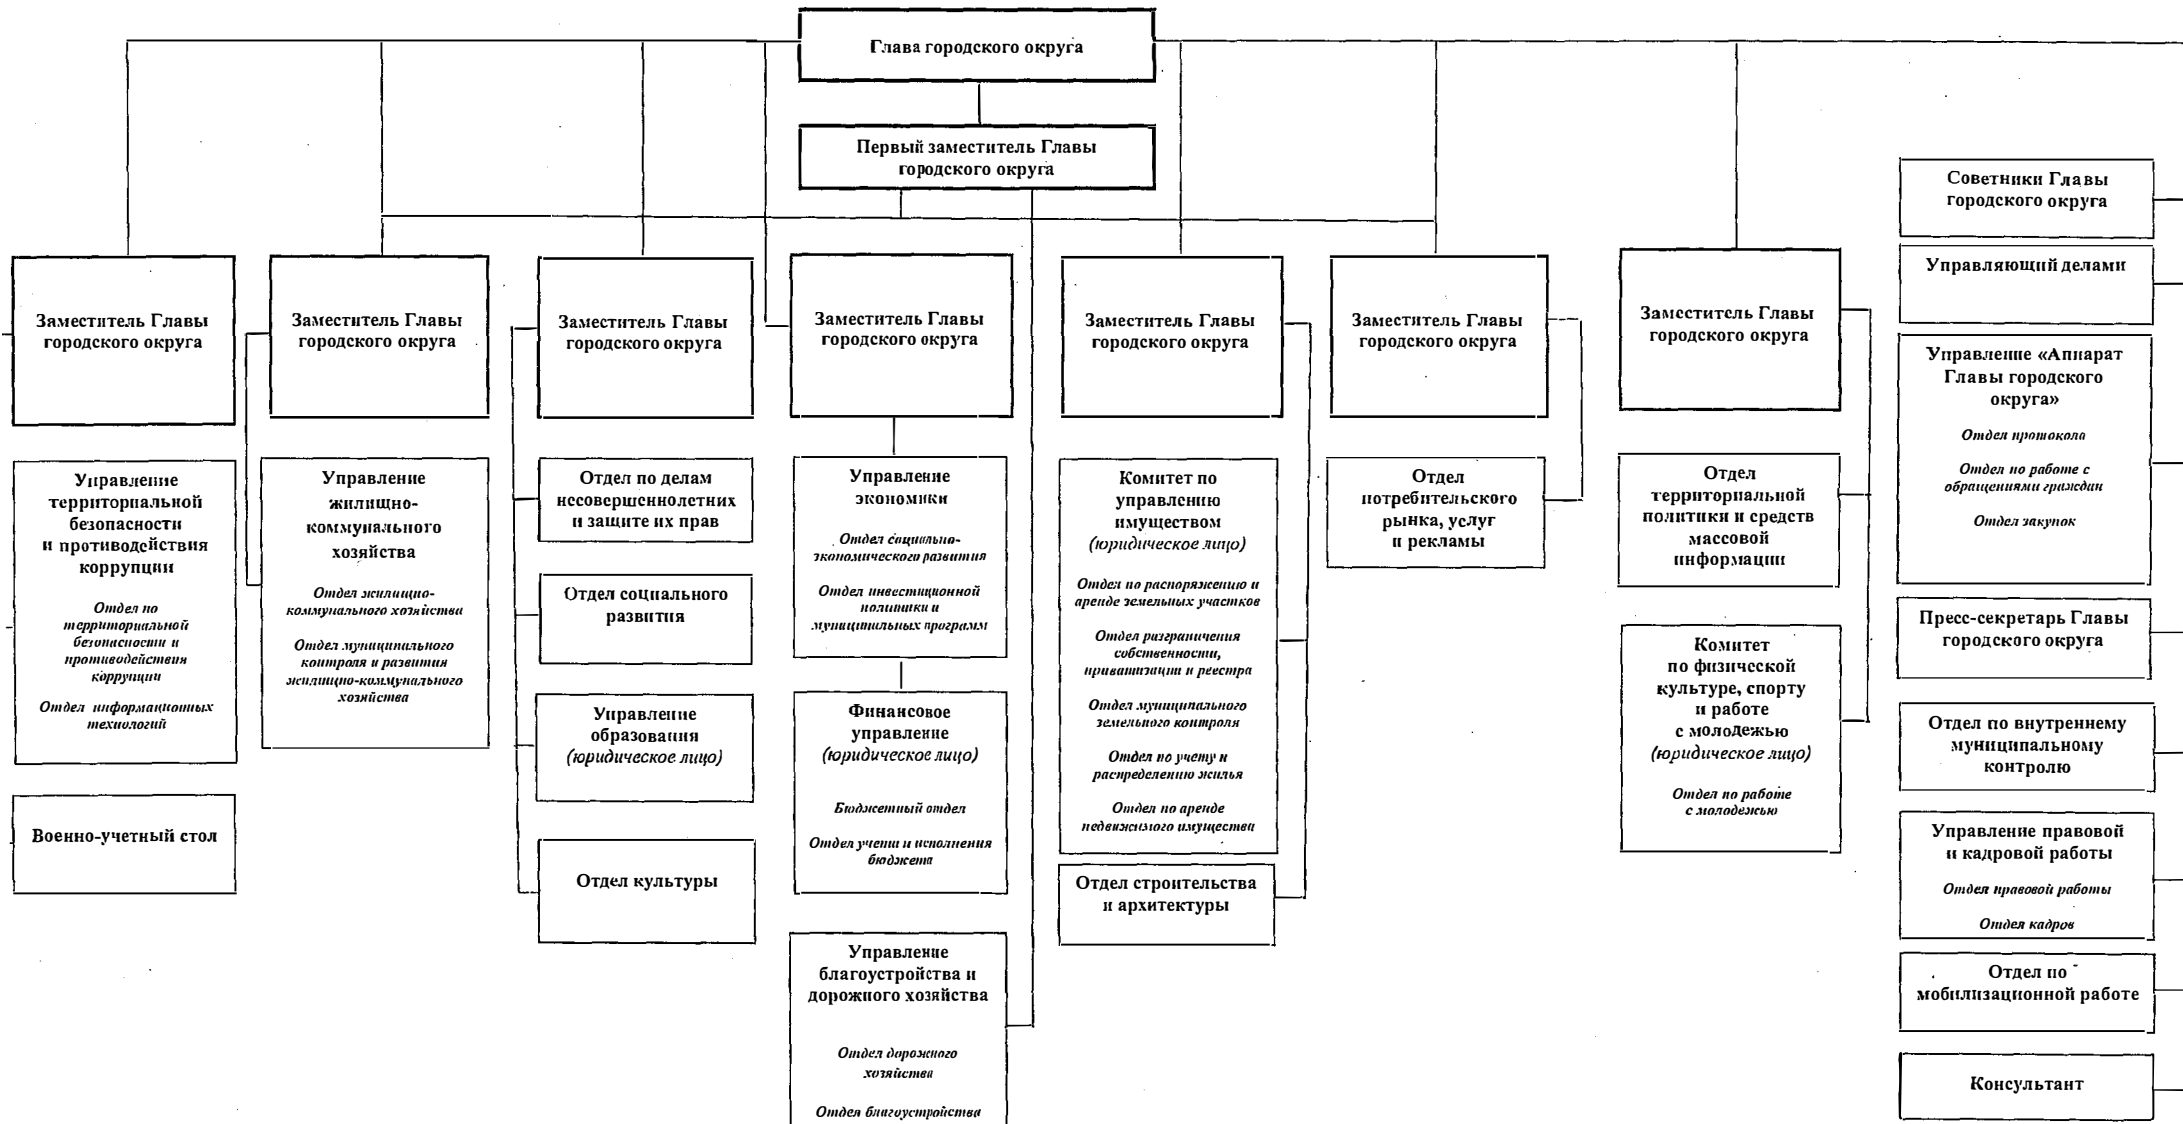 Глава городского округа
Первый заместитель Главы
городского округа
Заместитель Главы
городского округа
Управление
территориальной
безопасности
и противодействия
коррупции
Отдел по
территориальной
безопасности и
противодействия
коррупции
Отдел информационных
технологий
Военно-учетный стол
Заместитель Главы
городского округа
Управление
жилищно-
коммунального
хозяйства
Отдел жилищно-
коммунального хозяйства
Отдел муниципального
контроля и развития
жилищно-коммунального
хозяйства
Заместитель Главы
городского округа
Отдел по делам
несовершеннолетних
и защите их прав
Отдел социального
развития
Управление
образования
(юридическое лицо)
Отдел культуры
Заместитель Главы
городского округа
Управление
экономики
Отдел социально-
экономического развития
Отдел инвестиционной
политики и
муниципальных программ
Финансовое
управление
(юридическое лицо)
Бюджетный отдел
Отдел учета и исполнения
бюджета
Управление
благоустройства и
дорожного хозяйства
Отдел дорожного
хозяйства
Отдел благоустройства
Заместитель Главы
городского округа
Комитет по
управлению
имуществом
(юридическое лицо)
Отдел по распоряжению и
аренде земельных участков
Отдел разграничения
собственности,
приватизации и реестра
Отдел муниципального
земельного контроля
Отдел по учету и
распределению жилья
Отдел по аренде
недвижимого имущества
Отдел строительства
и архитектуры
Заместитель Главы
городского округа
Отдел
потребительского
рынка, услуг
и рекламы
Заместитель Главы
городского округа
Отдел
территориальной
политики и средств
массовой
информации
Комитет
по физической
культуре, спорту
и работе
с молодежью
(юридическое лицо)
Отдел по работе
с молодежью
Советники Главы
городского округа
Управляющий делами
Управление «Аппарат
Главы городского
округа»
Отдел протокола
Отдел по работе с
обращениями граждан
Отдел закупок
Пресс-секретарь Главы
городского округа
Отдел по внутреннему
муниципальному
контролю
Управление правовой
и кадровой работы
Отдел правовой работы
Отдел кадров
Отдел по
мобилизационной работе
Консультант